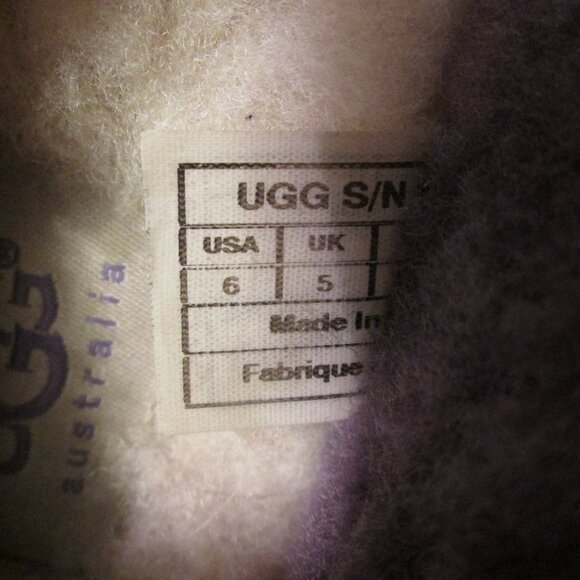 UGG S/N
USA UK
6 5
Made In
Fabrique
UGG®
australia